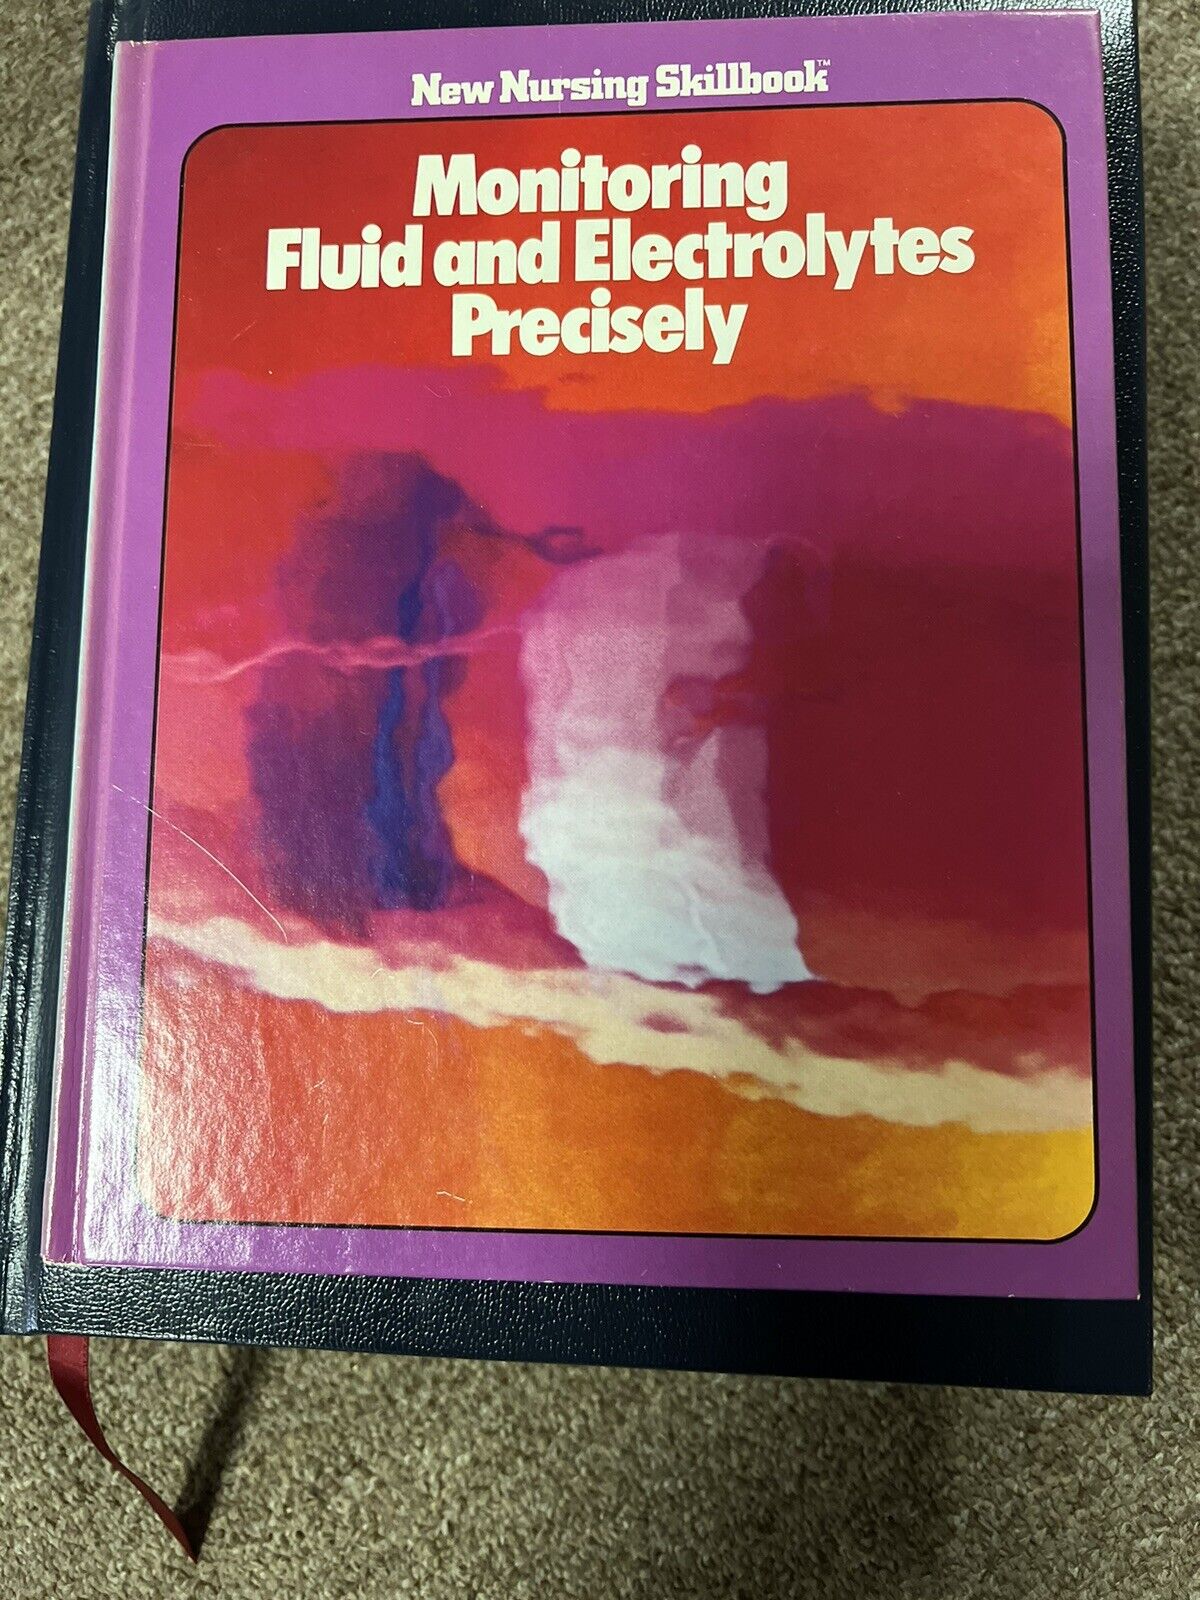 New Nursing Skillbook™
Monitoring
Fluid and Electrolytes
Precisely